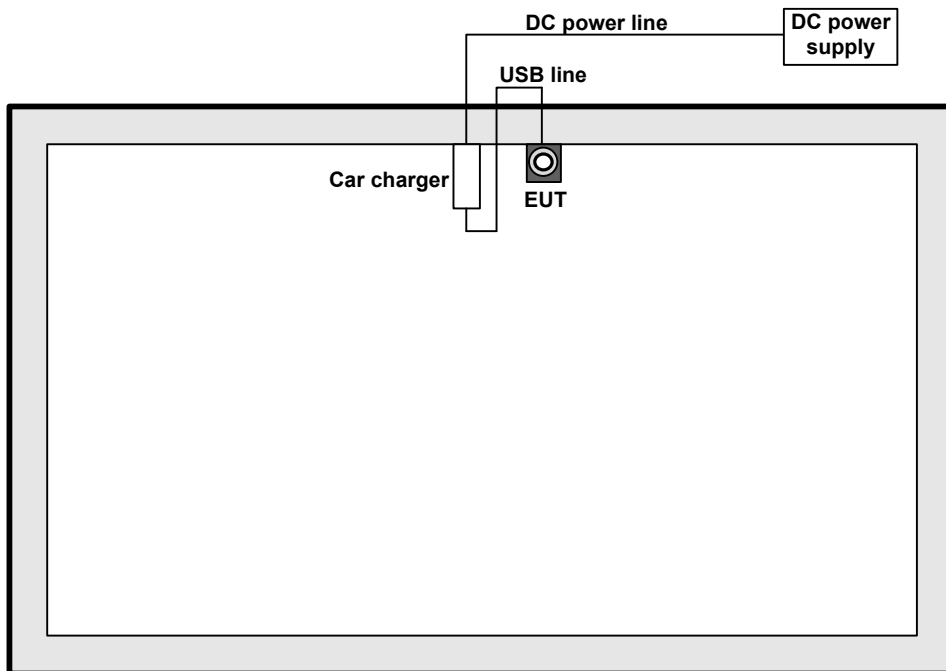 DC power line
DC power
supply
USB line
Car charger
EUT